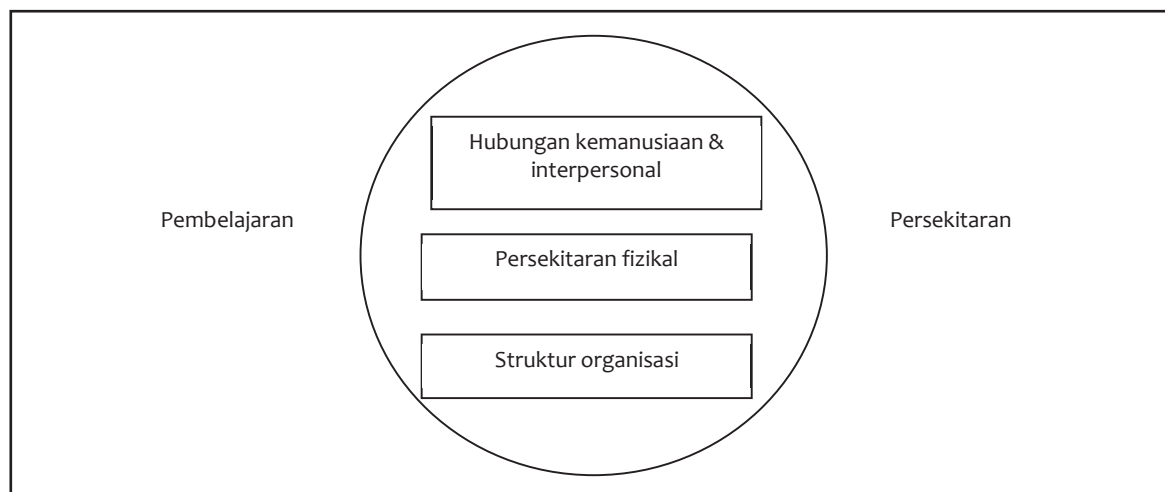 Hubungan kemanusiaan &
interpersonal
Pembelajaran
Persekitaran
Persekitaran fizikal
Struktur organisasi